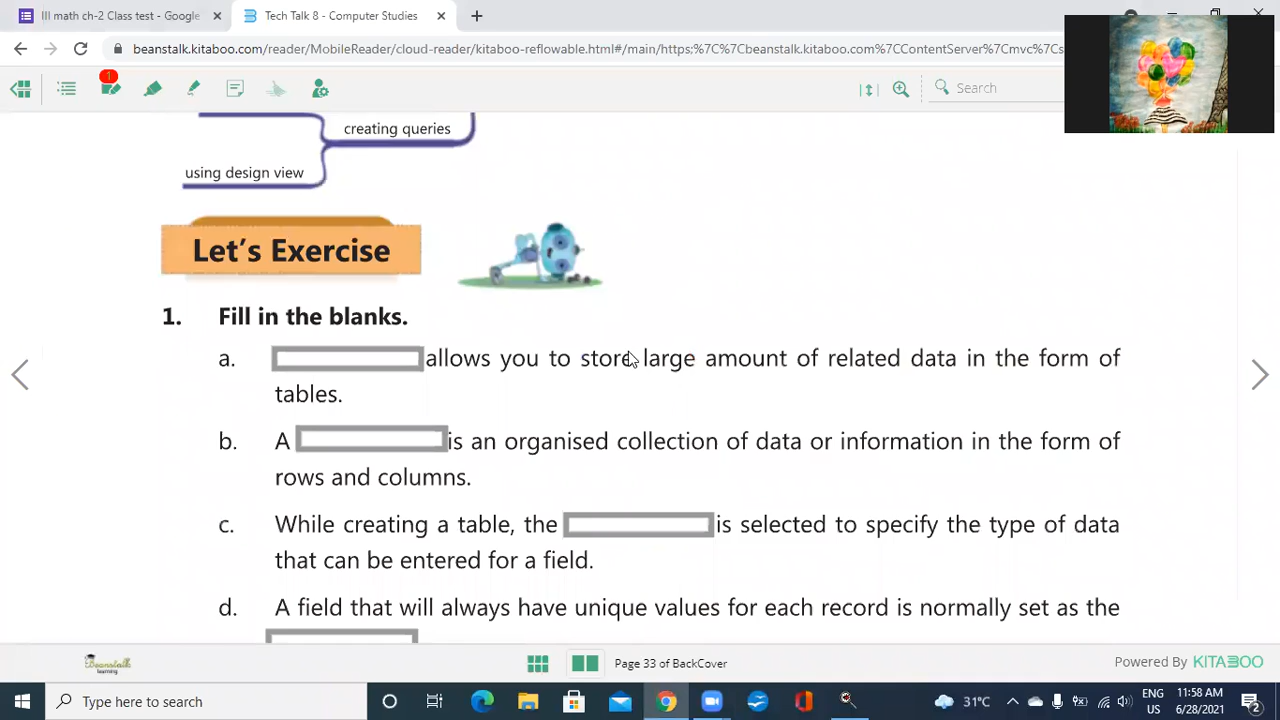 III math ch-2 Class test - Google
Tech Talk 8 - Computer Studies
beanstalk.kitaboo.com/reader/MobileReader/cloud-reader/kitaboo-reflowable.html#/main/https:%7C%7Cbeanstalk.kitaboo.com%7CContentServer%7Cmvc%7Cs
1
Search
creating queries
using design view
Let's Exercise
1. Fill in the blanks.
a. allows you to store large amount of related data in the form of
tables.
b. A is an organised collection of data or information in the form of
rows and columns.
c. While creating a table, the is selected to specify the type of data
that can be entered for a field.
d. A field that will always have unique values for each record is normally set as the
Beanstalk
learning
Page 33 of BackCover
Powered By KITABOO
Type here to search
31°C
ENG
US
11:58 AM
6/28/2021
2